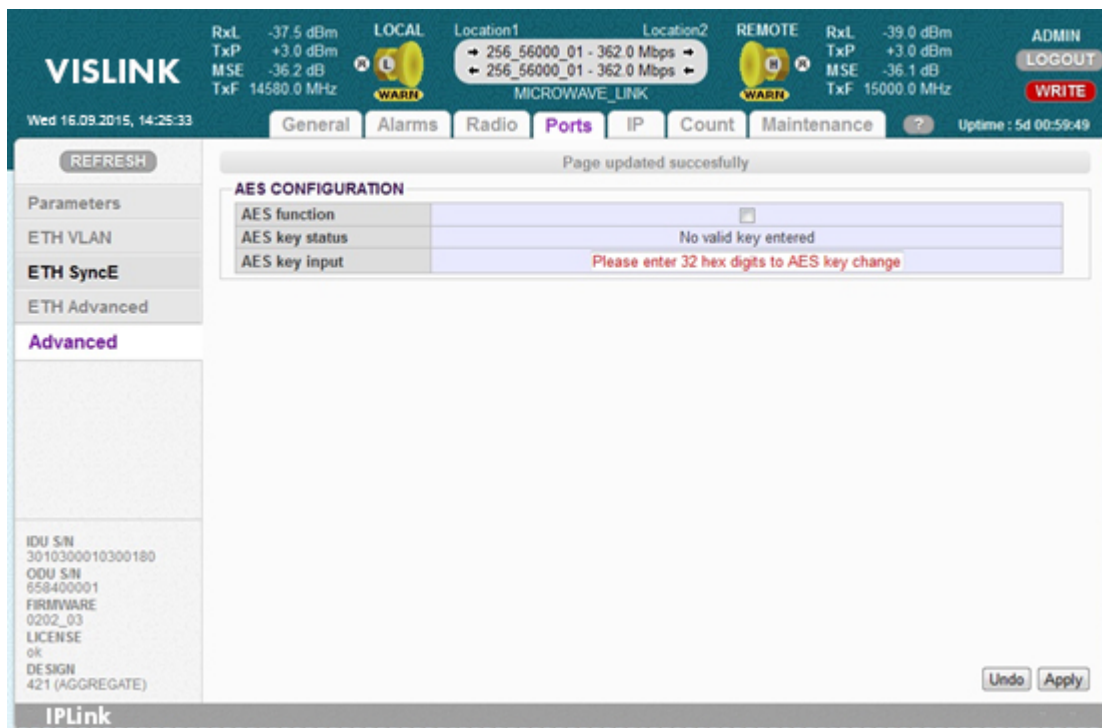 VISLINK
Wed 16.09.2015, 14:25:33
RxL -37.5 dBm
TxP +3.0 dBm
MSE -36.2 dB
TxF 14580.0 MHz
LOCAL
L
WARN
Location1 Location2
→ 256_56000_01 - 362.0 Mbps →
← 256_56000_01 - 362.0 Mbps ←
MICROWAVE_LINK
REMOTE
H
WARN
RxL -39.0 dBm
TxP +3.0 dBm
MSE -36.1 dB
TxF 15000.0 MHz
ADMIN
LOGOUT
WRITE
General Alarms Radio Ports IP Count Maintenance ?
Uptime : 5d 00:59:49
REFRESH
Parameters
ETH VLAN
ETH SyncE
ETH Advanced
Advanced
Page updated succesfully
AES CONFIGURATION
AES function
AES key status No valid key entered
AES key input Please enter 32 hex digits to AES key change
IDU S/N
3010300010300180
ODU S/N
658400001
FIRMWARE
0202_03
LICENSE
ok
DESIGN
421 (AGGREGATE)
Undo Apply
IPLink